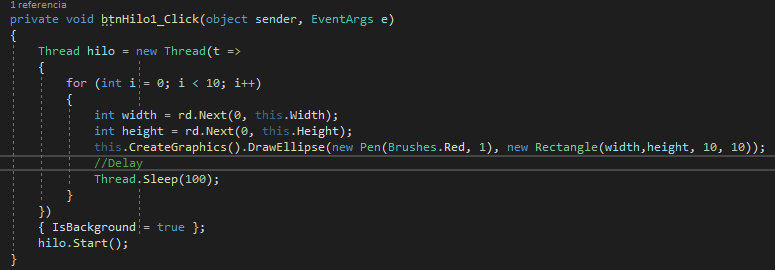 1 referencia
private void btnHilo1_Click(object sender, EventArgs e)
{
Thread hilo = new Thread(t =>
{
for (int i = 0; i < 10; i++)
{
int width = rd.Next(0, this.Width);
int height = rd.Next(0, this.Height);
this.CreateGraphics().DrawEllipse(new Pen(Brushes.Red, 1), new Rectangle(width,height, 10, 10));
//Delay
Thread.Sleep(100);
}
})
{ IsBackground = true };
hilo.Start();
}